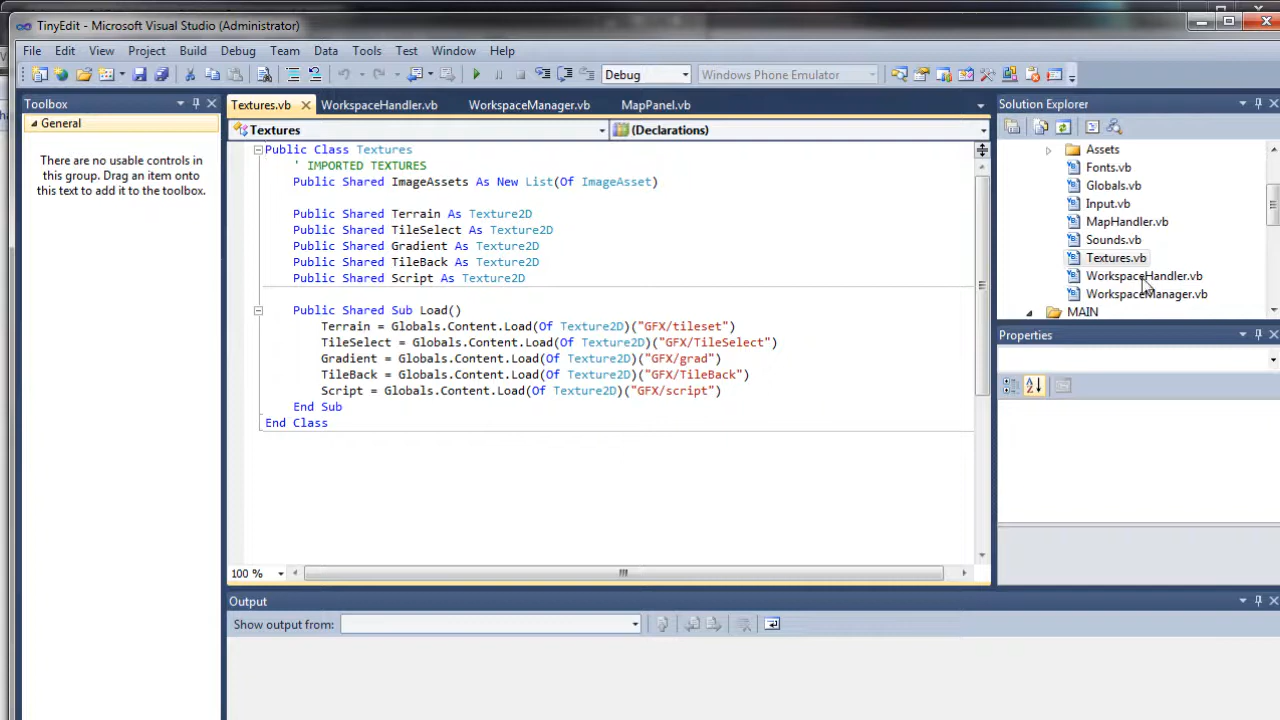 TinyEdit - Microsoft Visual Studio (Administrator)
File Edit View Project Build Debug Team Data Tools Test Window Help
Debug Windows Phone Emulator
Toolbox
General
There are no usable controls in
this group. Drag an item onto
this text to add it to the toolbox.
Textures.vb WorkspaceHandler.vb WorkspaceManager.vb MapPanel.vb
Textures (Declarations)
Public Class Textures
' IMPORTED TEXTURES
Public Shared ImageAssets As New List(Of ImageAsset)
Public Shared Terrain As Texture2D
Public Shared TileSelect As Texture2D
Public Shared Gradient As Texture2D
Public Shared TileBack As Texture2D
Public Shared Script As Texture2D
Public Shared Sub Load()
Terrain = Globals.Content.Load(Of Texture2D)("GFX/tileset")
TileSelect = Globals.Content.Load(Of Texture2D)("GFX/TileSelect")
Gradient = Globals.Content.Load(Of Texture2D)("GFX/grad")
TileBack = Globals.Content.Load(Of Texture2D)("GFX/TileBack")
Script = Globals.Content.Load(Of Texture2D)("GFX/script")
End Sub
End Class
100 %
Output
Show output from:
Solution Explorer
Assets
Fonts.vb
Globals.vb
Input.vb
MapHandler.vb
Sounds.vb
Textures.vb
WorkspaceHandler.vb
WorkspaceManager.vb
MAIN
Properties